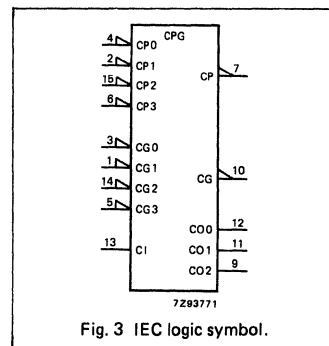 CPG
4 CP0
2 CP1
15 CP2
6 CP3
CP 7
3 CG0
1 CG1
14 CG2
5 CG3
CG 10
13 CI
CO0 12
CO1 11
CO2 9
7Z93771
Fig. 3 IEC logic symbol.